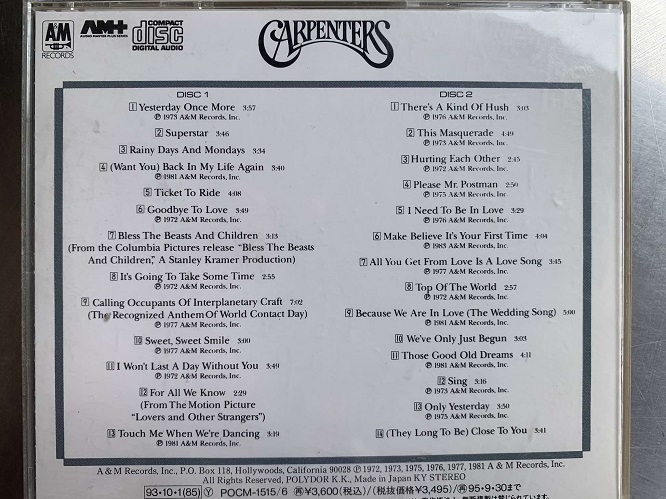 A&M
RECORDS
AM+
AUDIO MASTER PLUS SERIES
COMPACT
disc
DIGITAL AUDIO
CARPENTERS
DISC 1
1 Yesterday Once More 3:57
Ⓟ 1973 A&M Records, Inc.
2 Superstar 3:46
3 Rainy Days And Mondays 3:34
4 (Want You) Back In My Life Again 3:40
Ⓟ 1981 A&M Records, Inc.
5 Ticket To Ride 4:08
6 Goodbye To Love 3:49
Ⓟ 1972 A&M Records, Inc.
7 Bless The Beasts And Children 3:13
(From the Columbia Pictures release "Bless The Beasts
And Children," A Stanley Kramer Production)
8 It's Going To Take Some Time 2:55
Ⓟ 1972 A&M Records, Inc.
9 Calling Occupants Of Interplanetary Craft 7:02
(The Recognized Anthem Of World Contact Day)
Ⓟ 1977 A&M Records, Inc.
10 Sweet, Sweet Smile 3:00
Ⓟ 1977 A&M Records, Inc.
11 I Won't Last A Day Without You 3:49
Ⓟ 1972 A&M Records, Inc.
12 For All We Know 2:29
(From The Motion Picture
"Lovers and Other Strangers")
13 Touch Me When We're Dancing 3:19
Ⓟ 1981 A&M Records, Inc.
DISC 2
1 There's A Kind Of Hush 3:03
Ⓟ 1976 A&M Records, Inc.
2 This Masquerade 4:49
Ⓟ 1973 A&M Records, Inc.
3 Hurting Each Other 2:45
Ⓟ 1972 A&M Records, Inc.
4 Please Mr. Postman 2:50
Ⓟ 1975 A&M Records, Inc.
5 I Need To Be In Love 3:29
Ⓟ 1976 A&M Records, Inc.
6 Make Believe It's Your First Time 4:04
Ⓟ 1983 A&M Records, Inc.
7 All You Get From Love Is A Love Song 3:45
Ⓟ 1977 A&M Records, Inc.
8 Top Of The World 2:57
Ⓟ 1972 A&M Records, Inc.
9 Because We Are In Love (The Wedding Song) 5:00
Ⓟ 1981 A&M Records, Inc.
10 We've Only Just Begun 3:03
11 Those Good Old Dreams 4:11
Ⓟ 1981 A&M Records, Inc.
12 Sing 3:16
Ⓟ 1973 A&M Records, Inc.
13 Only Yesterday 3:50
Ⓟ 1975 A&M Records, Inc.
14 (They Long To Be) Close To You 3:41
A & M Records, Inc., P.O. Box 118, Hollywoods, California 90028 Ⓟ 1972, 1973, 1975, 1976, 1977, 1981 A & M Records, Inc.
All Rights Reserved. POLYDOR K.K., Made in Japan KY STEREO
93·10·1(85) Ⓨ POCM-1515/6 ㊢ ¥3,600(税込)/(税抜価格¥3,495)/㊢95·9·30まで